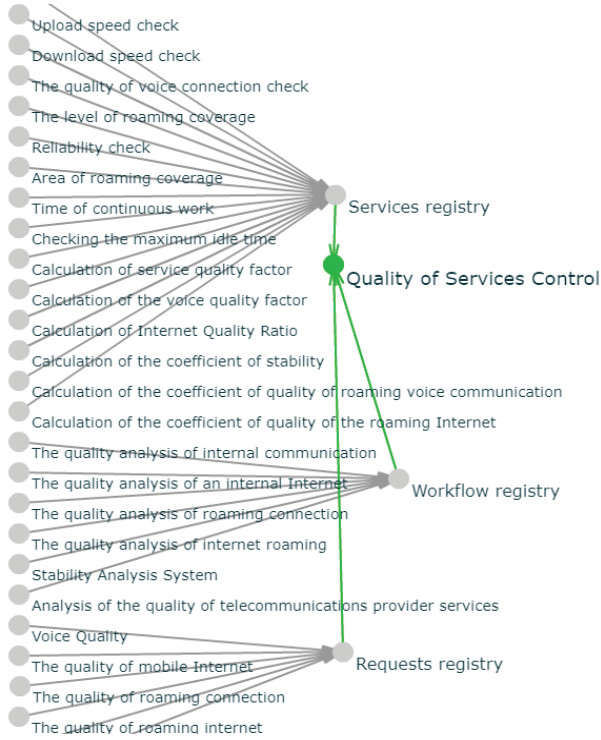 Upload speed check
Download speed check
The quality of voice connection check
The level of roaming coverage
Reliability check
Area of roaming coverage
Time of continuous work
Checking the maximum idle time
Calculation of service quality factor
Calculation of the voice quality factor
Calculation of Internet Quality Ratio
Calculation of the coefficient of stability
Calculation of the coefficient of quality of roaming voice communication
Calculation of the coefficient of quality of the roaming Internet
The quality analysis of internal communication
The quality analysis of an internal Internet
The quality analysis of roaming connection
The quality analysis of internet roaming
Stability Analysis System
Analysis of the quality of telecommunications provider services
Voice Quality
The quality of mobile Internet
The quality of roaming connection
The quality of roaming internet
Services registry
Quality of Services Control
Workflow registry
Requests registry